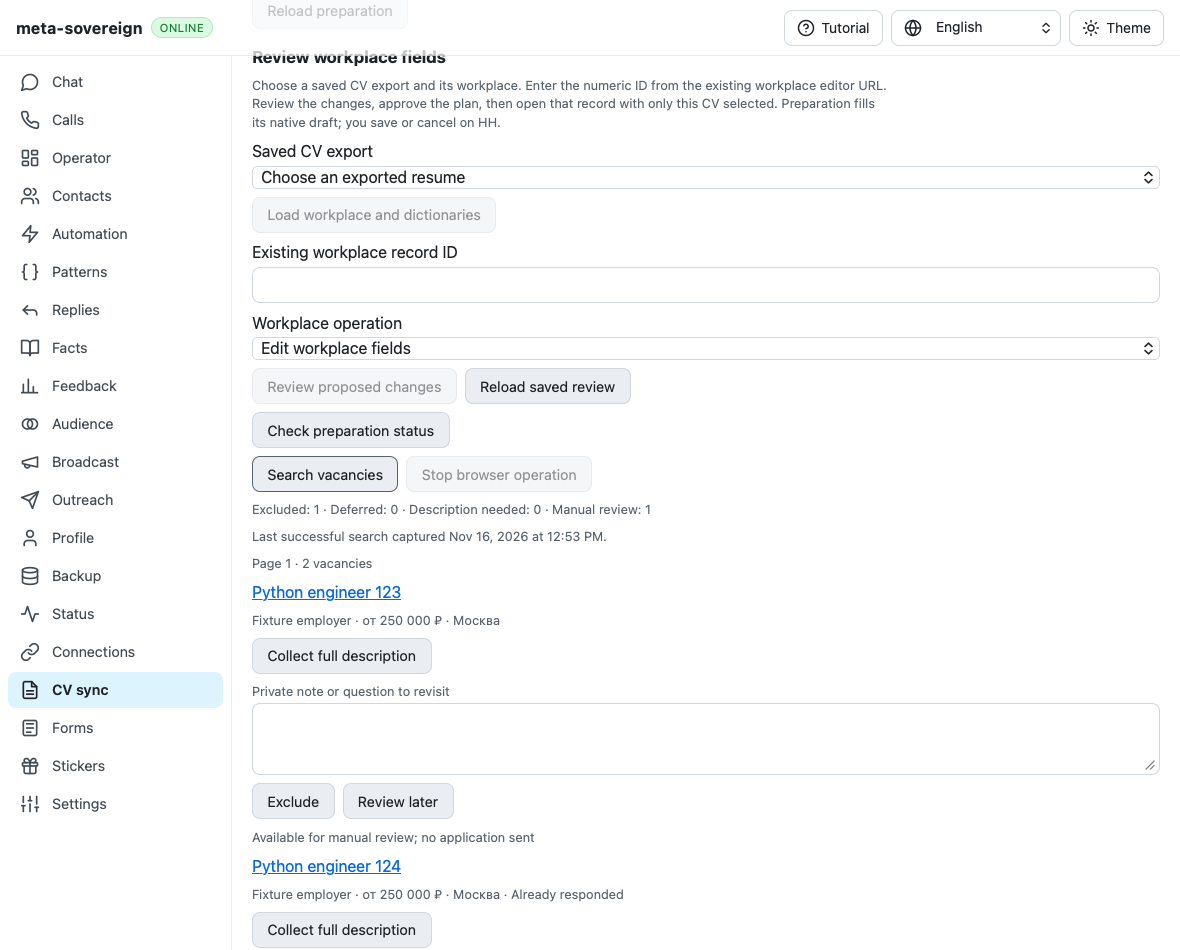 meta-sovereign ONLINE
Tutorial
English
Theme
Chat
Calls
Operator
Contacts
Automation
Patterns
Replies
Facts
Feedback
Audience
Broadcast
Outreach
Profile
Backup
Status
Connections
CV sync
Forms
Stickers
Settings
Reload preparation
Review workplace fields
Choose a saved CV export and its workplace. Enter the numeric ID from the existing workplace editor URL.
Review the changes, approve the plan, then open that record with only this CV selected. Preparation fills
its native draft; you save or cancel on HH.
Saved CV export
Choose an exported resume
Load workplace and dictionaries
Existing workplace record ID
Workplace operation
Edit workplace fields
Review proposed changes
Reload saved review
Check preparation status
Search vacancies
Stop browser operation
Excluded: 1 · Deferred: 0 · Description needed: 0 · Manual review: 1
Last successful search captured Nov 16, 2026 at 12:53 PM.
Page 1 · 2 vacancies
Python engineer 123
Fixture employer · от 250 000 ₽ · Москва
Collect full description
Private note or question to revisit
Exclude
Review later
Available for manual review; no application sent
Python engineer 124
Fixture employer · от 250 000 ₽ · Москва · Already responded
Collect full description